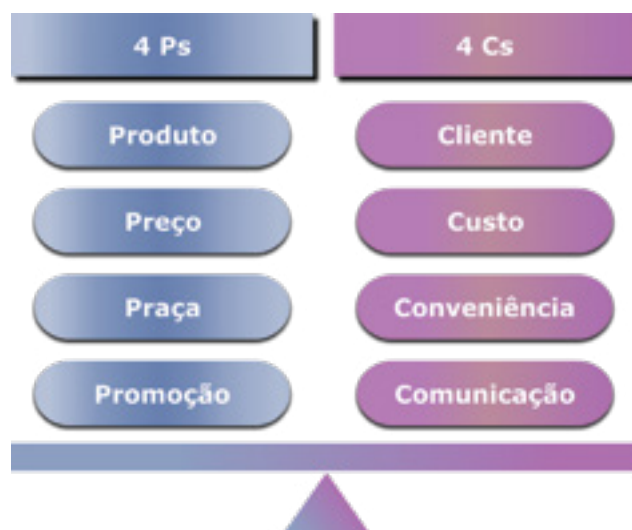 4 Ps
4 Cs
Produto
Cliente
Preço
Custo
Praça
Conveniência
Promoção
Comunicação